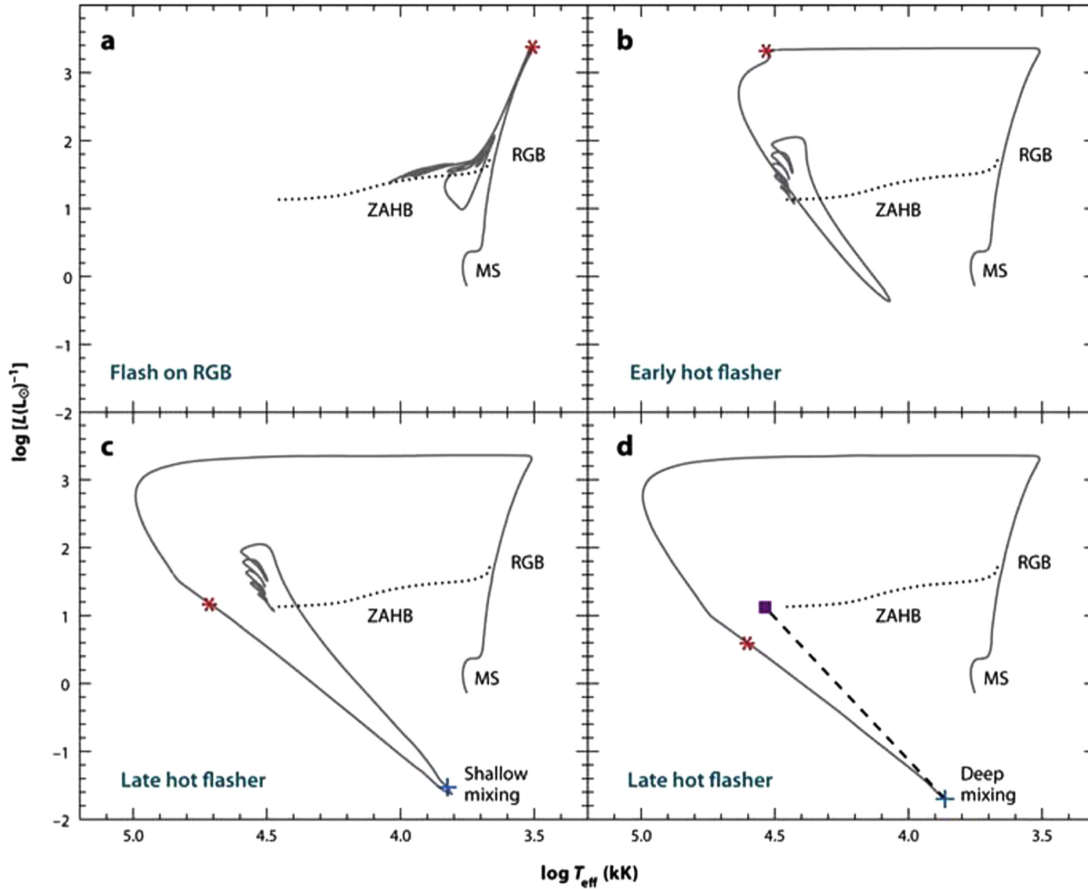 a
b
3
2
1
0
−1
−2
RGB
ZAHB
MS
Flash on RGB
RGB
ZAHB
MS
Early hot flasher
log [L(L⊙)⁻¹]
c
d
3
2
1
0
−1
−2
RGB
ZAHB
MS
Late hot flasher
Shallow
mixing
RGB
ZAHB
MS
Late hot flasher
Deep
mixing
5.0 4.5 4.0 3.5
5.0 4.5 4.0 3.5
log Teff (kK)